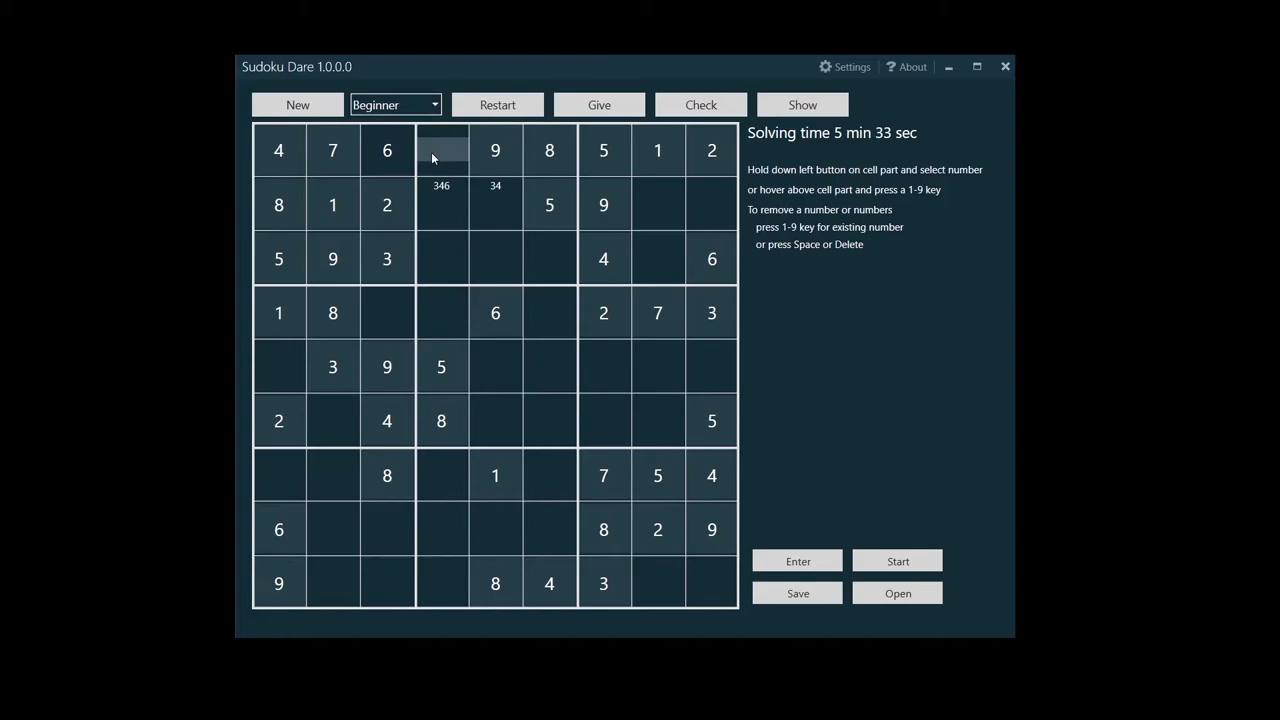 Sudoku Dare 1.0.0.0 Settings ? About
New Beginner Restart Give Check Show
Solving time 5 min 33 sec
Hold down left button on cell part and select number
or hover above cell part and press a 1-9 key
To remove a number or numbers
press 1-9 key for existing number
or press Space or Delete
4 7 6 9 8 5 1 2
346 34
8 1 2 5 9
5 9 3 4 6
1 8 6 2 7 3
3 9 5
2 4 8 5
8 1 7 5 4
6 8 2 9
9 8 4 3
Enter Start
Save Open